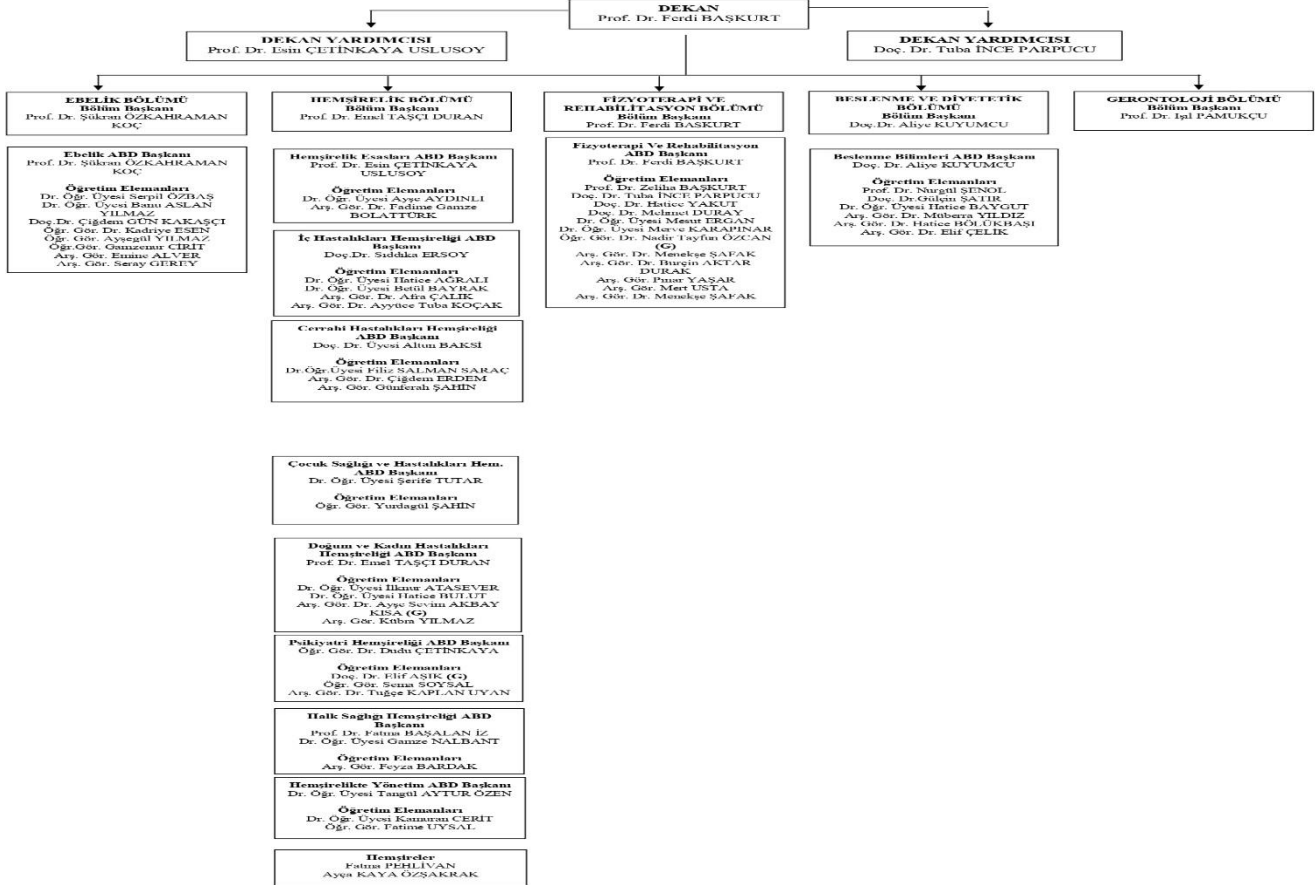 DEKAN
Prof. Dr. Ferdi BAŞKURT
DEKAN YARDIMCISI
Prof. Dr. Esin ÇETİNKAYA USLUSOY
DEKAN YARDIMCISI
Doç. Dr. Tuba İNCE PARPUCU
EBELİK BÖLÜMÜ
Bölüm Başkanı
Prof. Dr. Şükran ÖZKAHRAMAN
KOÇ
Ebelik ABD Başkanı
Prof. Dr. Şükran ÖZKAHRAMAN
KOÇ
Öğretim Elemanları
Dr. Öğr. Üyesi Serpil ÖZBAŞ
Dr. Öğr. Üyesi Banu ASLAN
YILMAZ
Doç.Dr. Çiğdem GÜN KAKAŞÇI
Öğr. Gör. Dr. Kadriye ESEN
Öğr. Gör. Ayşegül YILMAZ
Öğr.Gör. Gamzenur CİRİT
Arş. Gör. Emine ALVER
Arş. Gör. Seray GEREY
HEMŞİRELİK BÖLÜMÜ
Bölüm Başkanı
Prof. Dr. Emel TAŞÇI DURAN
Hemşirelik Esasları ABD Başkanı
Prof. Dr. Esin ÇETİNKAYA
USLUSOY
Öğretim Elemanları
Dr. Öğr. Üyesi Ayşe AYDINLI
Arş. Gör. Dr. Fadime Gamze
BOLATTÜRK
İç Hastalıkları Hemşireliği ABD
Başkanı
Doç.Dr. Sıddıka ERSOY
Öğretim Elemanları
Dr. Öğr. Üyesi Hatice AĞRALI
Dr. Öğr. Üyesi Betül BAYRAK
Arş. Gör. Dr. Afra ÇALIK
Arş. Gör. Dr. Ayyüce Tuba KOÇAK
Cerrahi Hastalıkları Hemşireliği
ABD Başkanı
Doç. Dr. Üyesi Altun BAKSİ
Öğretim Elemanları
Dr.Öğr.Üyesi Filiz SALMAN SARAÇ
Arş. Gör. Dr. Çiğdem ERDEM
Arş. Gör. Günferah ŞAHİN
Çocuk Sağlığı ve Hastalıkları Hem.
ABD Başkanı
Dr. Öğr. Üyesi Şerife TUTAR
Öğretim Elemanları
Öğr. Gör. Yurdagül ŞAHİN
Doğum ve Kadın Hastalıkları
Hemşireliği ABD Başkanı
Prof. Dr. Emel TAŞÇI DURAN
Öğretim Elemanları
Dr. Öğr. Üyesi İlknur ATASEVER
Dr. Öğr. Üyesi Hatice BULUT
Arş. Gör. Dr. Ayşe Sevim AKBAY
KISA (G)
Arş. Gör. Kübra YILMAZ
Psikiyatri Hemşireliği ABD Başkanı
Öğr. Gör. Dr. Dudu ÇETİNKAYA
Öğretim Elemanları
Doç. Dr. Elif AŞIK (G)
Öğr. Gör. Sema SOYSAL
Arş. Gör. Dr. Tuğçe KAPLAN UYAN
Halk Sağlığı Hemşireliği ABD
Başkanı
Prof. Dr. Fatma BAŞALAN İZ
Dr. Öğr. Üyesi Gamze NALBANT
Öğretim Elemanları
Arş. Gör. Feyza BARDAK
Hemşirelikte Yönetim ABD Başkanı
Dr. Öğr. Üyesi Tangül AYTUR ÖZEN
Öğretim Elemanları
Dr. Öğr. Üyesi Kamuran CERİT
Öğr. Gör. Fatime UYSAL
Hemşireler
Fatma PEHLİVAN
Ayça KAYA ÖZŞAKRAK
FİZYOTERAPİ VE
REHABİLİTASYON BÖLÜMÜ
Bölüm Başkanı
Prof. Dr. Ferdi BASKURT
Fizyoterapi Ve Rehabilitasyon
ABD Başkanı
Prof. Dr. Ferdi BAŞKURT
Öğretim Elemanları
Prof. Dr. Zeliha BAŞKURT
Doç. Dr. Tuba İNCE PARPUCU
Doç. Dr. Hatice YAKUT
Doç. Dr. Mehmet DURAY
Dr. Öğr. Üyesi Mesut ERGAN
Dr. Öğr. Üyesi Merve KARAPINAR
Öğr. Gör. Dr. Nadir Tayfun ÖZCAN
(G)
Arş. Gör. Dr. Menekşe ŞAFAK
Arş. Gör. Dr. Burçin AKTAR
DURAK
Arş. Gör. Pınar YAŞAR
Arş. Gör. Mert USTA
Arş. Gör. Dr. Menekşe ŞAFAK
BESLENME VE DİYETETİK
BÖLÜMÜ
Bölüm Başkanı
Doç.Dr. Aliye KUYUMCU
Beslenme Bilimleri ABD Başkanı
Doç. Dr. Aliye KUYUMCU
Öğretim Elemanları
Prof. Dr. Nurgül ŞENOL
Doç. Dr.Gülçin ŞATIR
Dr. Öğr. Üyesi Hatice BAYGUT
Arş. Gör. Dr. Müberra YILDIZ
Arş. Gör. Dr. Hatice BÖLÜKBAŞI
Arş. Gör. Dr. Elif ÇELİK
GERONTOLOJİ BÖLÜMÜ
Bölüm Başkanı
Prof. Dr. Işıl PAMUKÇU